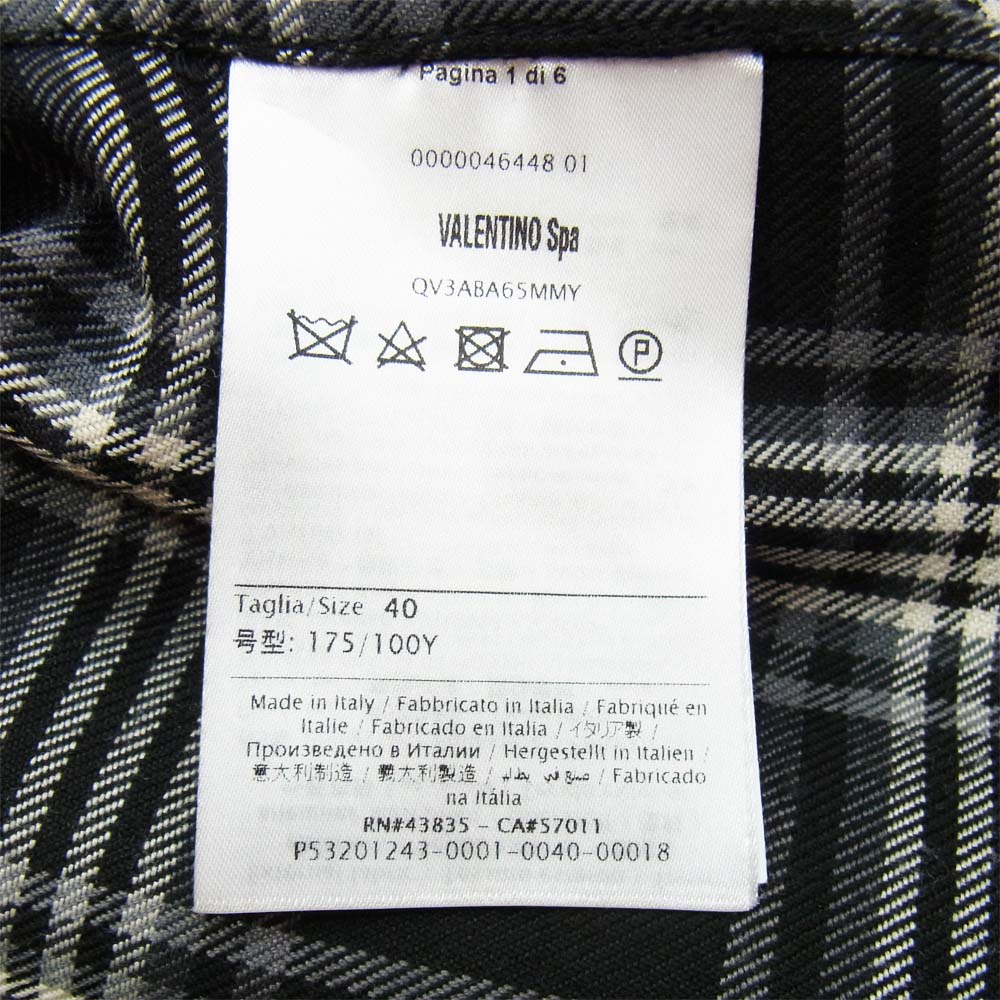 Pagina 1 di 6
0000046448 01
VALENTINO Spa
QV3ABA65MMY
P
Taglia/Size 40
号型: 175/100Y
Made in Italy / Fabbricato in Italia / Fabriqué en
Italie / Fabricado en Italia / イタリア製 /
Произведено в Италии / Hergestellt in Italien /
意大利制造 / 義大利製造 / صنع في إيطاليا / Fabricado
na Itália
RN#43835 - CA#57011
P53201243-0001-0040-00018